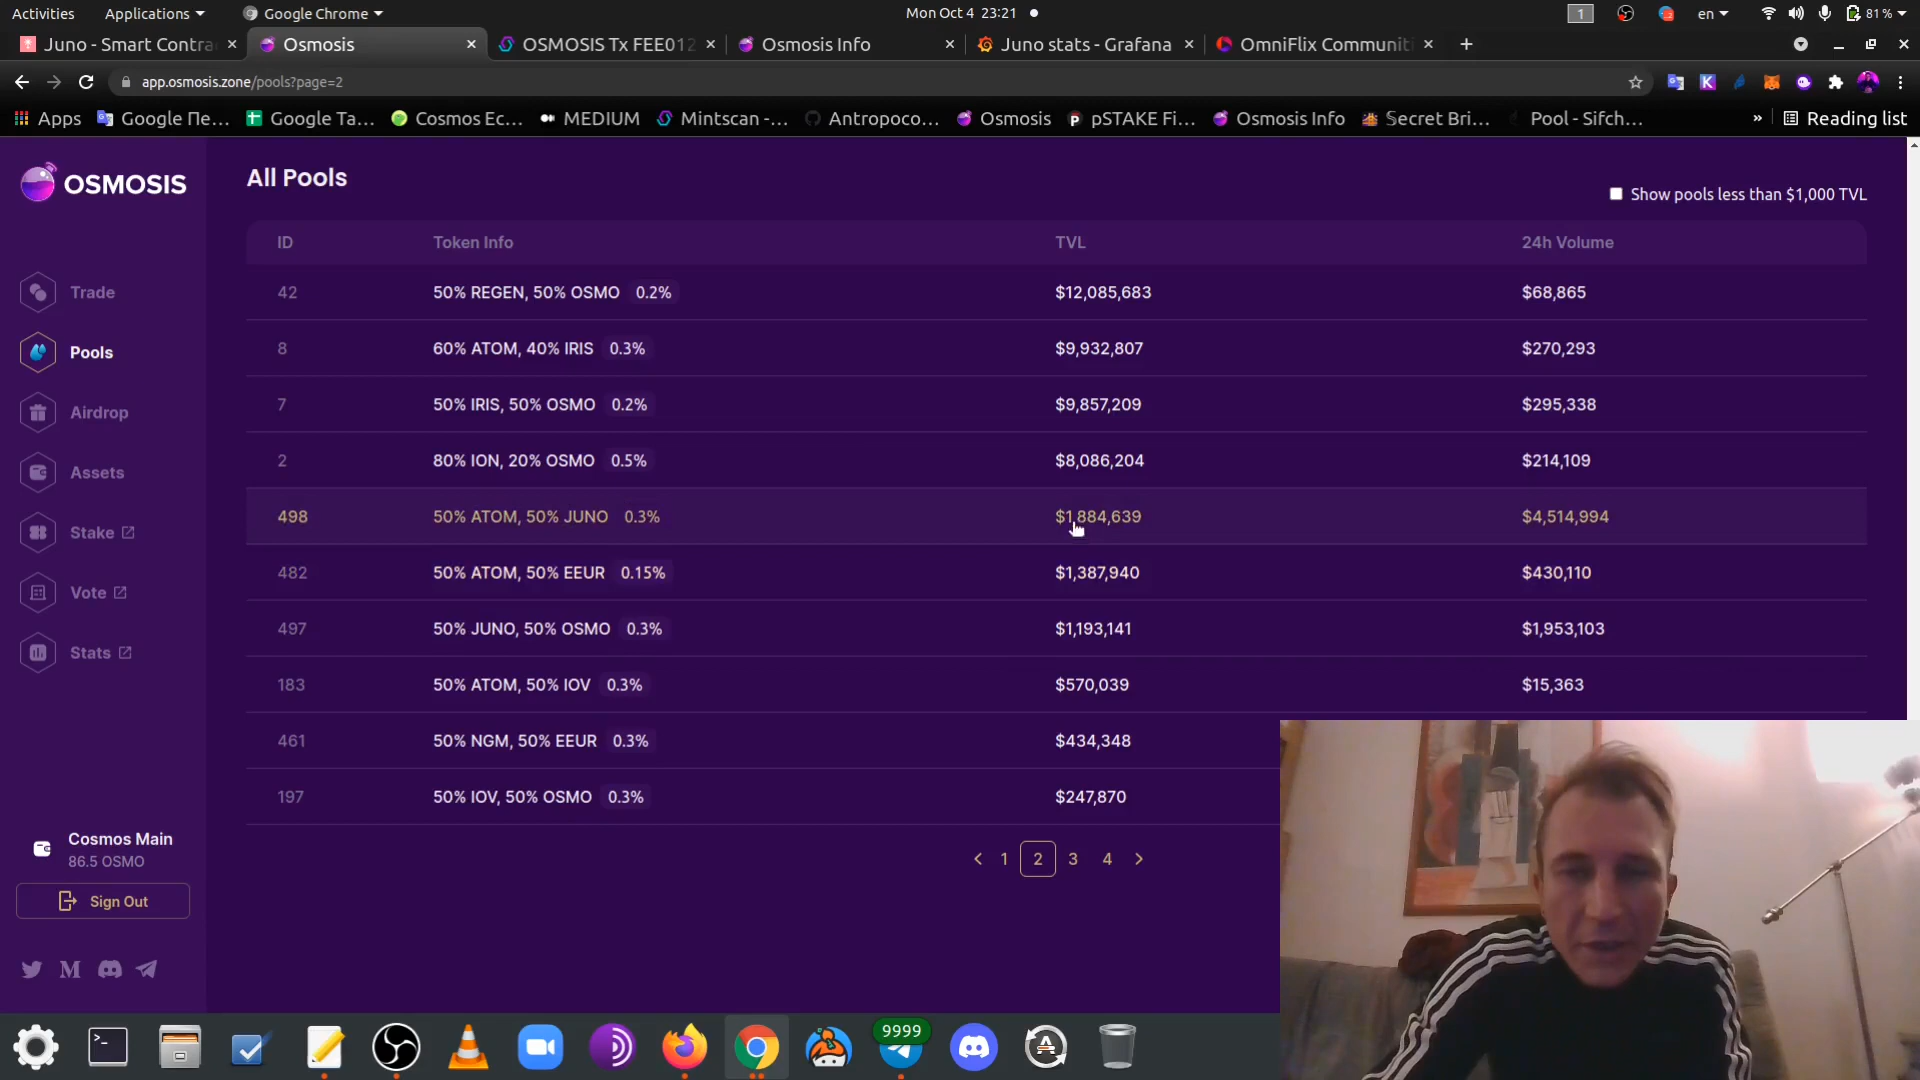 Activities Applications Google Chrome Mon Oct 4 23:21 1 en 81%
Juno - Smart Contra Osmosis OSMOSIS Tx FEE012 Osmosis Info Juno stats - Grafana OmniFlix Communit
app.osmosis.zone/pools?page=2
Apps Google Пе... Google Ta... Cosmos Ec... MEDIUM Mintscan -... Antropoco... Osmosis pSTAKE Fi... Osmosis Info Secret Bri... Pool - Sifch... » Reading list
OSMOSIS
Trade
Pools
Airdrop
Assets
Stake
Vote
Stats
Cosmos Main
86.5 OSMO
Sign Out
All Pools
Show pools less than $1,000 TVL
ID Token Info TVL 24h Volume
42 50% REGEN, 50% OSMO 0.2% $12,085,683 $68,865
8 60% ATOM, 40% IRIS 0.3% $9,932,807 $270,293
7 50% IRIS, 50% OSMO 0.2% $9,857,209 $295,338
2 80% ION, 20% OSMO 0.5% $8,086,204 $214,109
498 50% ATOM, 50% JUNO 0.3% $1,884,639 $4,514,994
482 50% ATOM, 50% EEUR 0.15% $1,387,940 $430,110
497 50% JUNO, 50% OSMO 0.3% $1,193,141 $1,953,103
183 50% ATOM, 50% IOV 0.3% $570,039 $15,363
461 50% NGM, 50% EEUR 0.3% $434,348
197 50% IOV, 50% OSMO 0.3% $247,870
1 2 3 4
9999